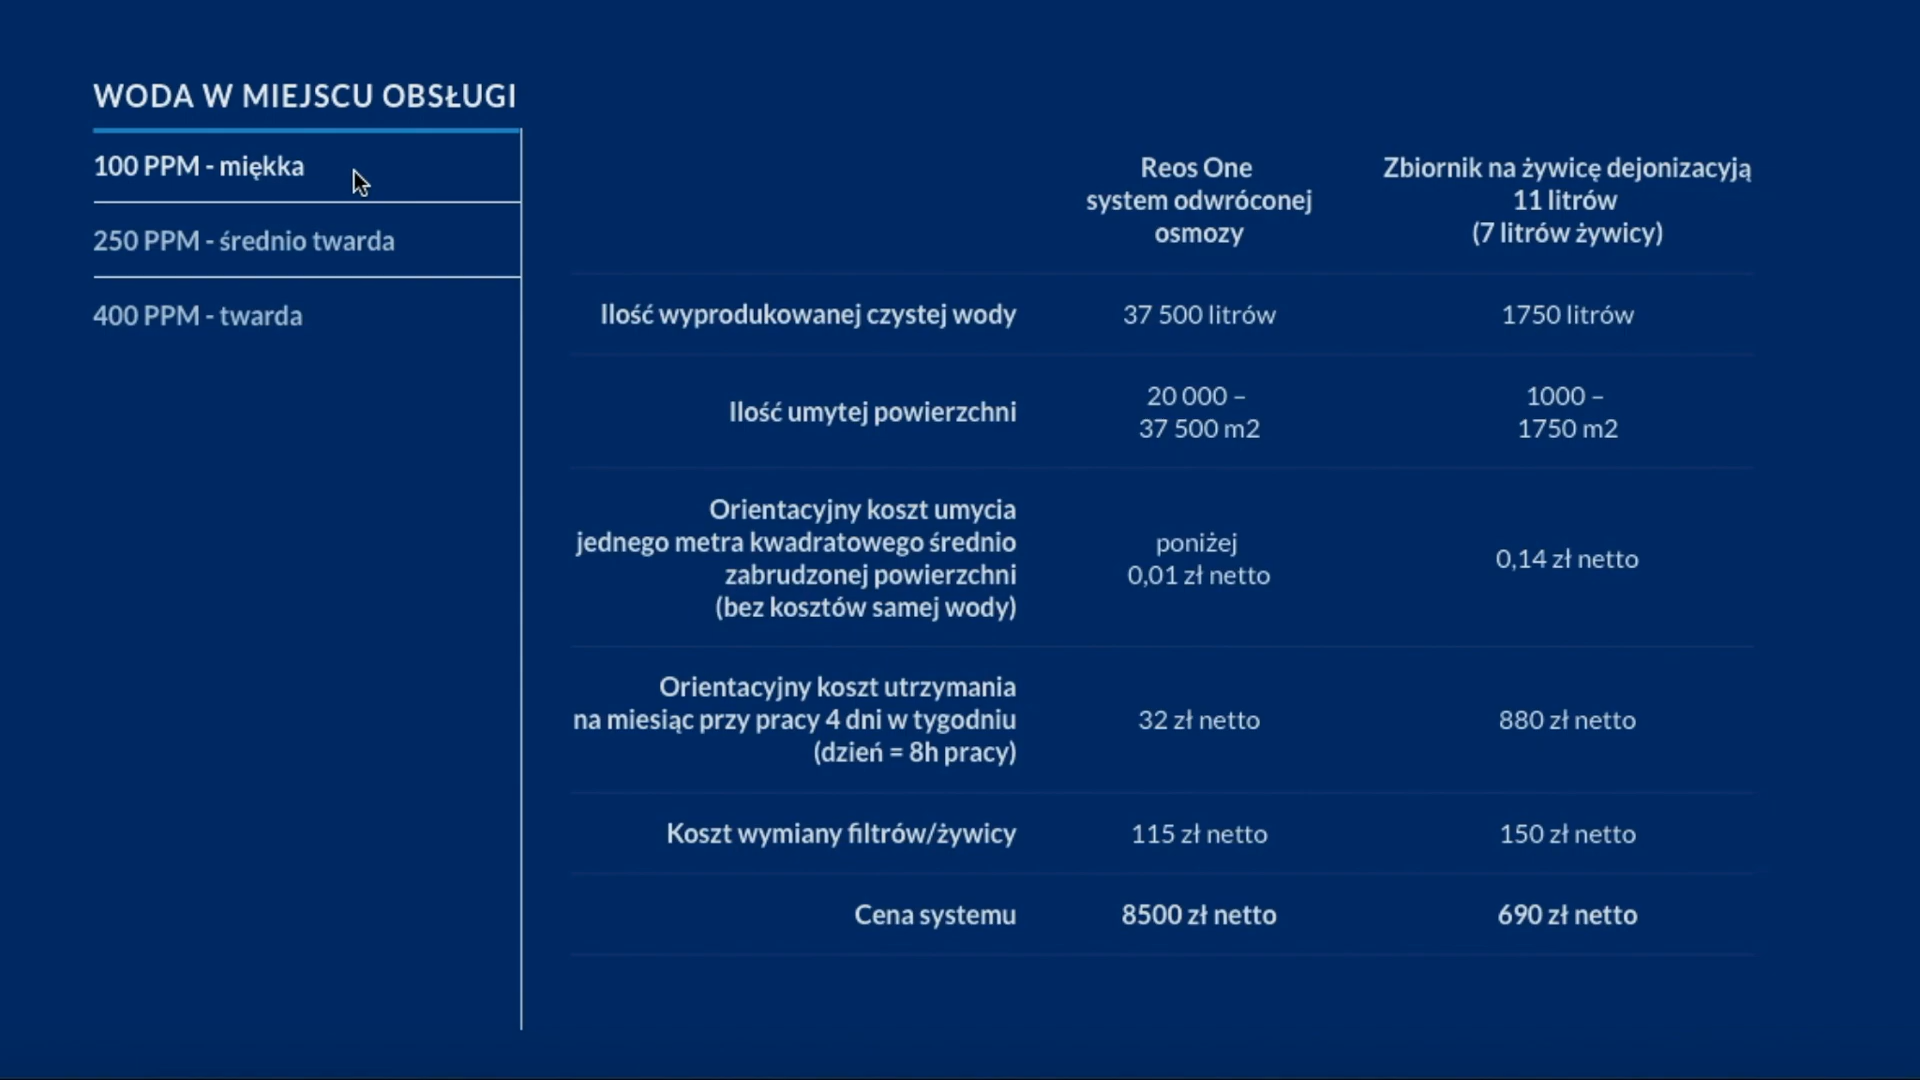 WODA W MIEJSCU OBSŁUGI
100 PPM - miękka
250 PPM - średnio twarda
400 PPM - twarda
Reos One
system odwróconej
osmozy
Zbiornik na żywicę dejonizacyją
11 litrów
(7 litrów żywicy)
Ilość wyprodukowanej czystej wody
37 500 litrów
1750 litrów
Ilość umytej powierzchni
20 000 –
37 500 m2
1000 –
1750 m2
Orientacyjny koszt umycia
jednego metra kwadratowego średnio
zabrudzonej powierzchni
(bez kosztów samej wody)
poniżej
0,01 zł netto
0,14 zł netto
Orientacyjny koszt utrzymania
na miesiąc przy pracy 4 dni w tygodniu
(dzień = 8h pracy)
32 zł netto
880 zł netto
Koszt wymiany filtrów/żywicy
115 zł netto
150 zł netto
Cena systemu
8500 zł netto
690 zł netto